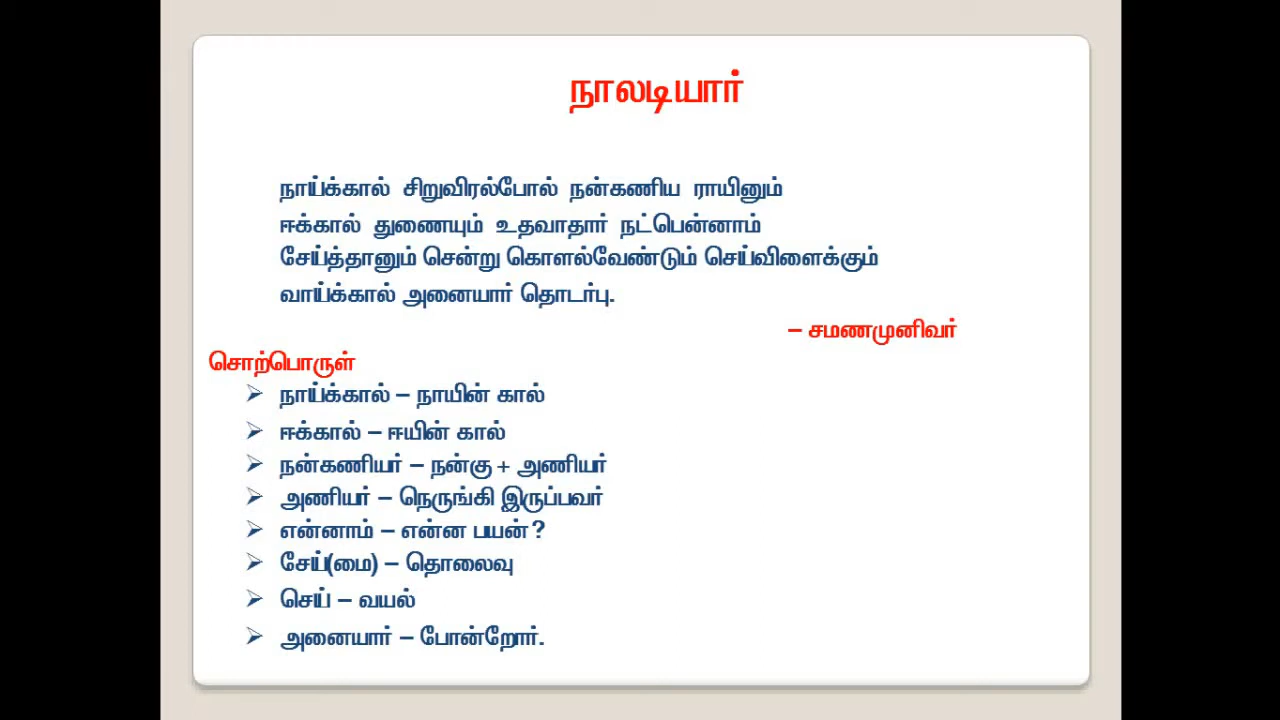 நாலடியார்
நாய்க்கால் சிறுவிரல்போல் நன்கணிய ராயினும்
ஈக்கால் துணையும் உதவாதார் நட்பென்னாம்
சேய்த்தானும் சென்று கொளல்வேண்டும் செய்விளைக்கும்
வாய்க்கால் அனையார் தொடர்பு.
– சமணமுனிவர்
சொற்பொருள்
➢ நாய்க்கால் – நாயின் கால்
➢ ஈக்கால் – ஈயின் கால்
➢ நன்கணியர் – நன்கு + அணியர்
➢ அணியர் – நெருங்கி இருப்பவர்
➢ என்னாம் – என்ன பயன்?
➢ சேய்(மை) – தொலைவு
➢ செய் – வயல்
➢ அனையார் – போன்றோர்.